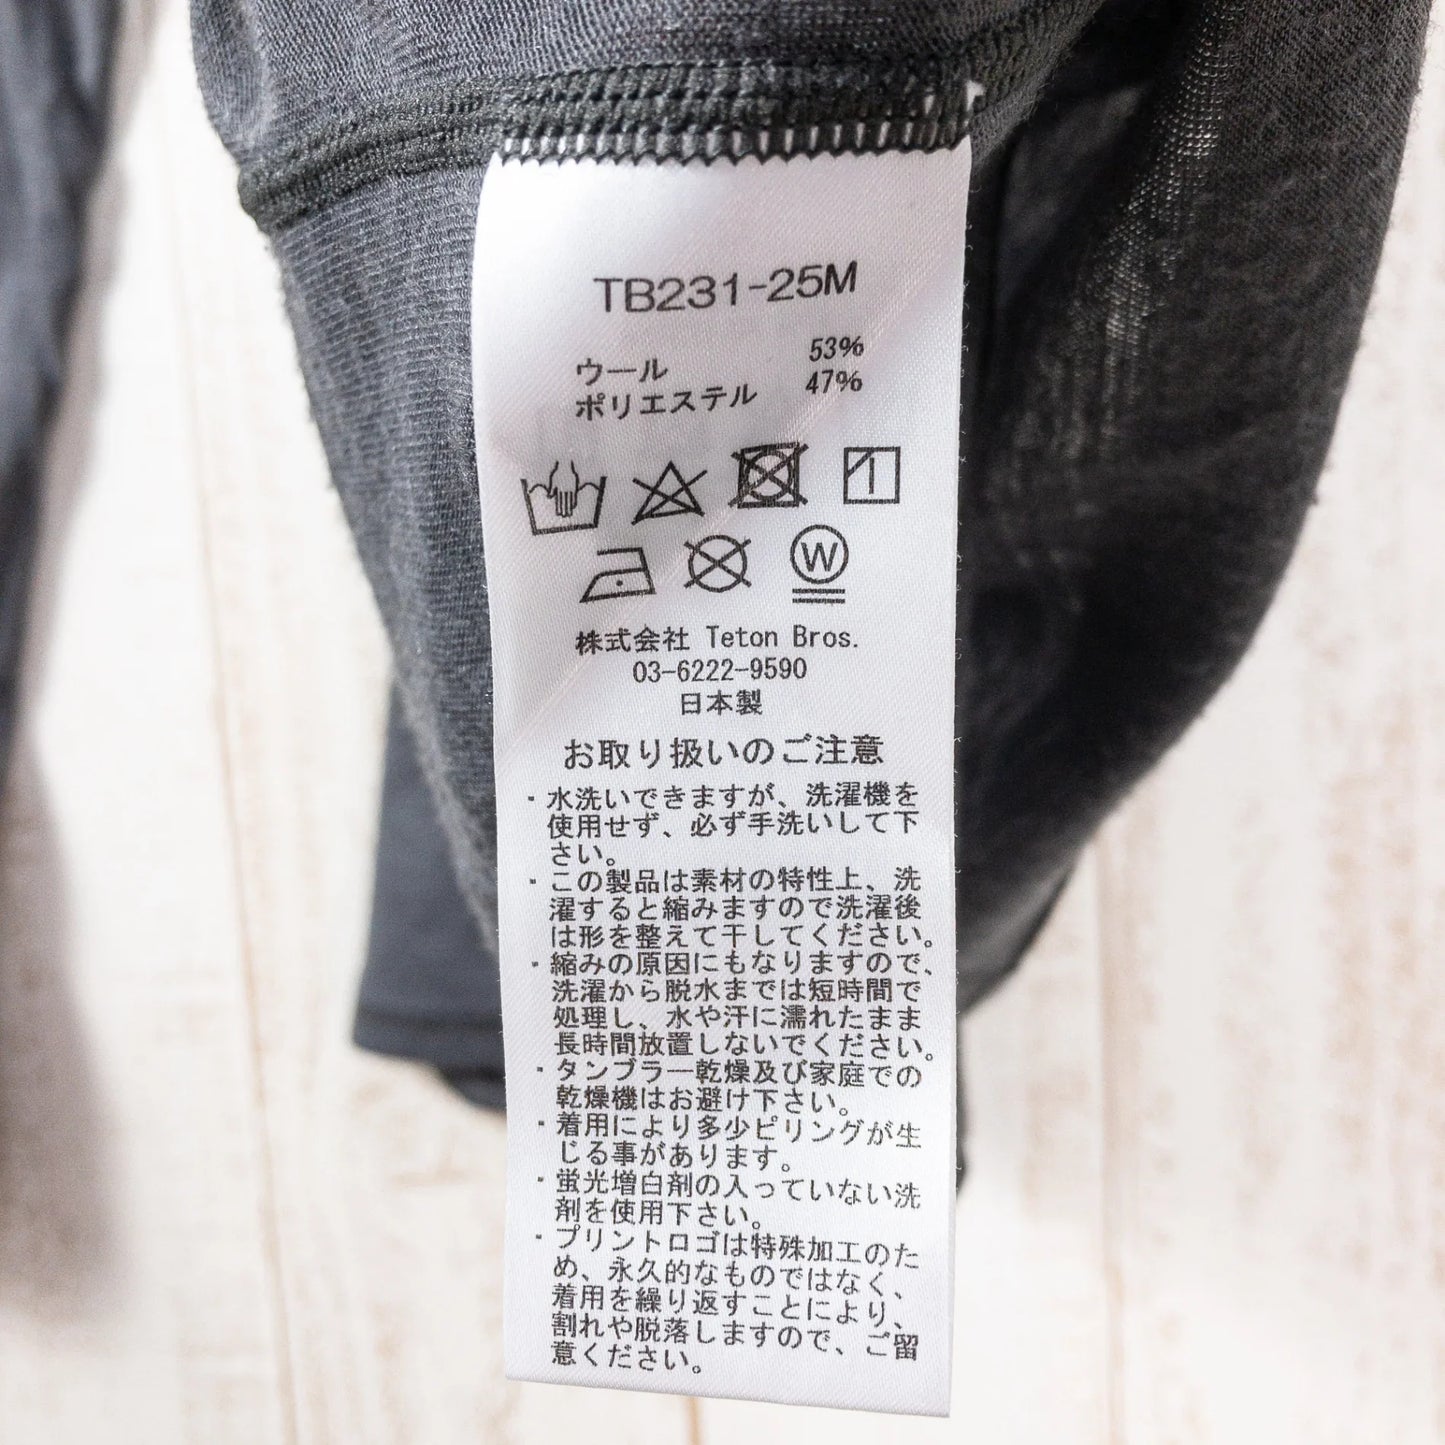 TB231-25M
ウール 53%
ポリエステル 47%
W
株式会社 Teton Bros.
03-6222-9590
日本製
お取り扱いのご注意
・水洗いできますが、洗濯機を
使用せず、必ず手洗いして下
さい。
・この製品は素材の特性上、洗
濯すると縮みますので洗濯後
は形を整えて干してください。
・縮みの原因にもなりますので、
洗濯から脱水までは短時間で
処理し、水や汗に濡れたまま
長時間放置しないでください。
・タンブラー乾燥及び家庭での
乾燥機はお避け下さい。
・着用により多少ピリングが生
じる事があります。
・蛍光増白剤の入っていない洗
剤を使用下さい。
・プリントロゴは特殊加工のた
め、永久的なものではなく、
着用を繰り返すことにより、
割れや脱落しますので、ご留
意ください。